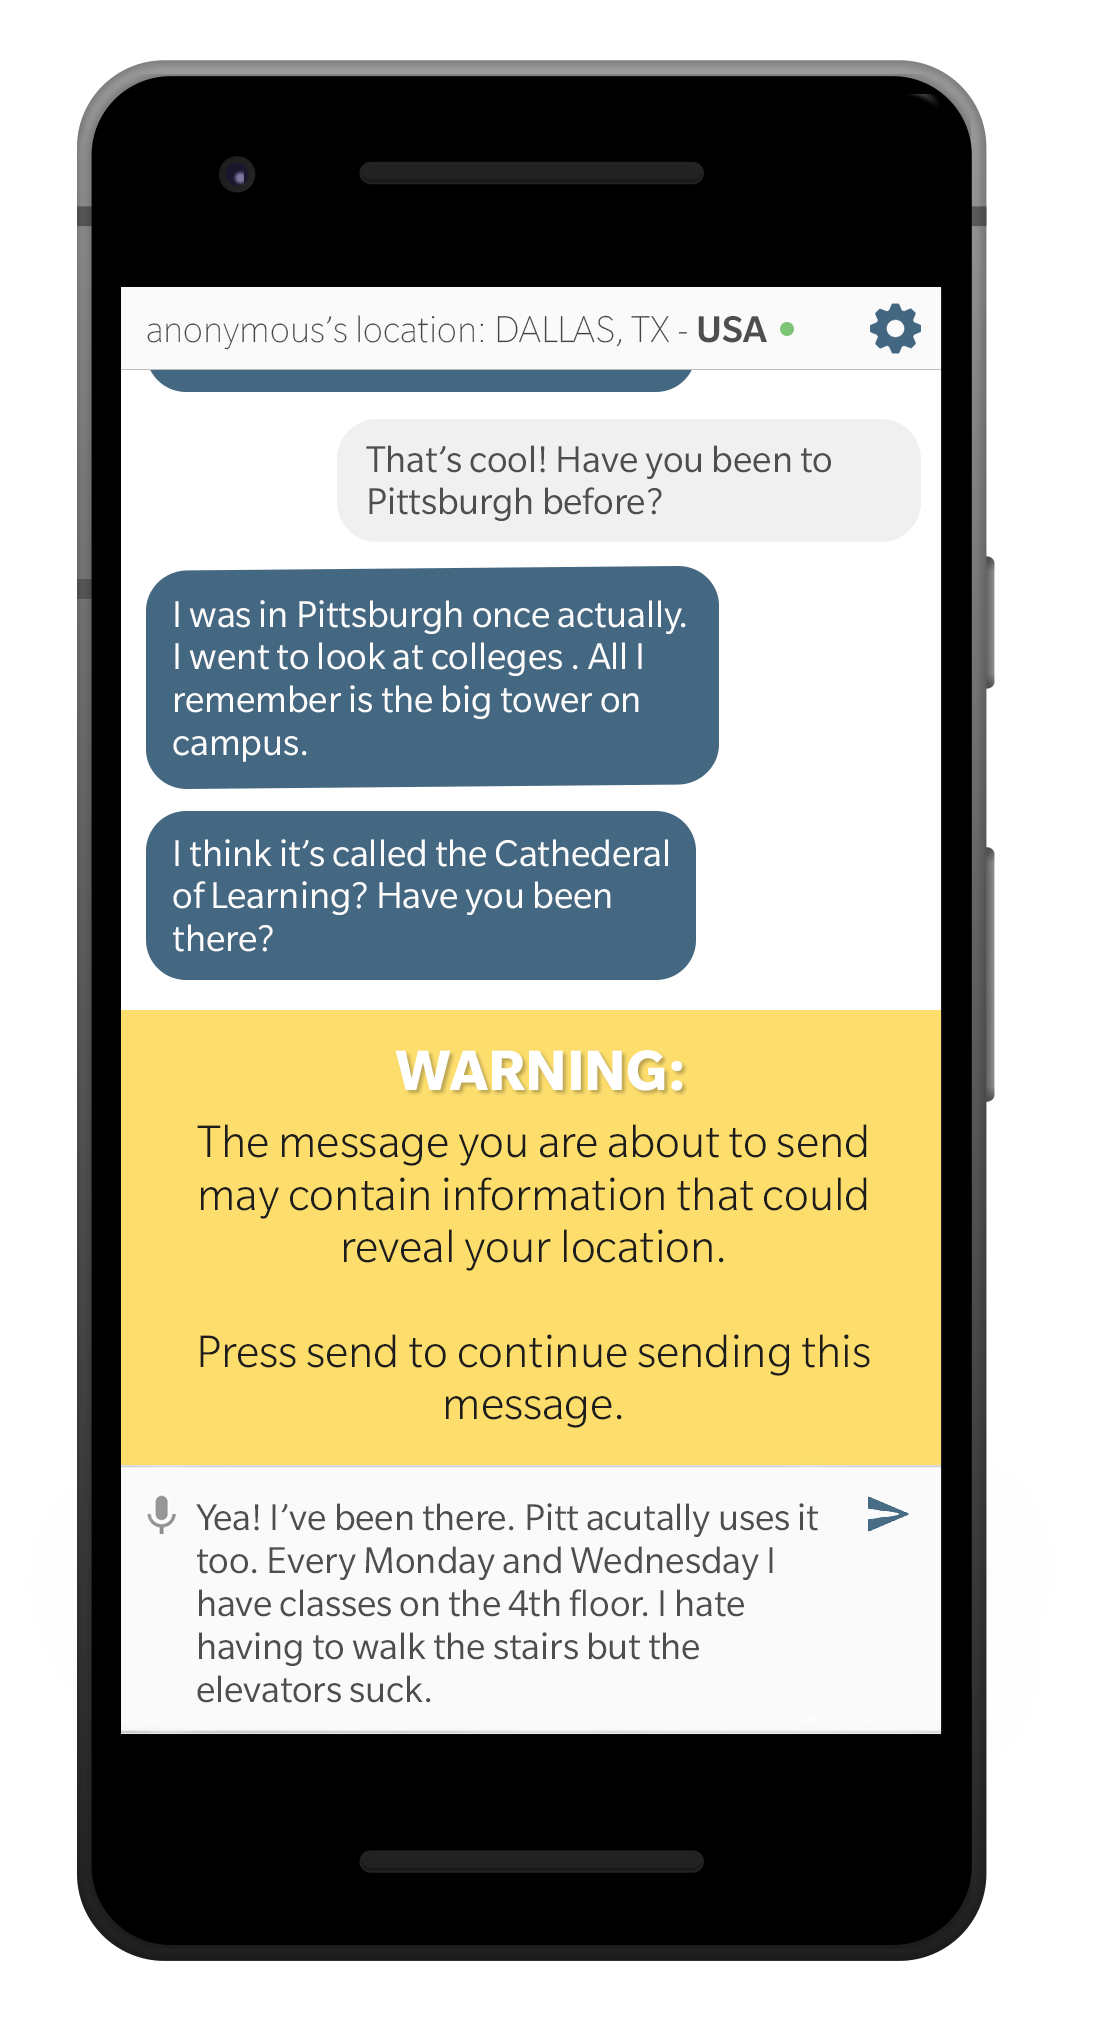 anonymous’s location: DALLAS, TX - USA
That’s cool! Have you been to
Pittsburgh before?
I was in Pittsburgh once actually.
I went to look at colleges . All I
remember is the big tower on
campus.
I think it’s called the Cathederal
of Learning? Have you been
there?
WARNING:
The message you are about to send
may contain information that could
reveal your location.
Press send to continue sending this
message.
Yea! I’ve been there. Pitt acutally uses it
too. Every Monday and Wednesday I
have classes on the 4th floor. I hate
having to walk the stairs but the
elevators suck.